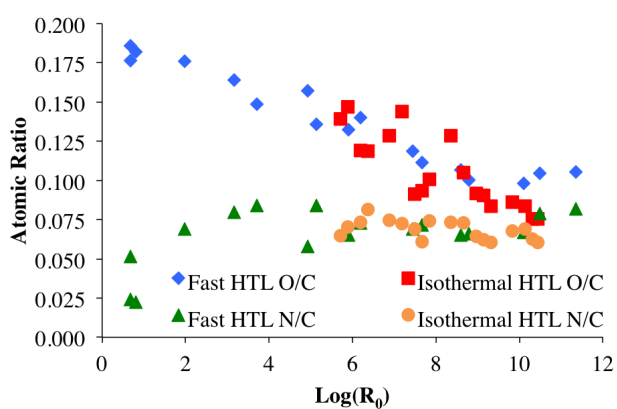 0.200
0.175
0.150
0.125
0.100
0.075
0.050
0.025
0.000
Atomic Ratio
Fast HTL O/C
Isothermal HTL O/C
Fast HTL N/C
Isothermal HTL N/C
0 2 4 6 8 10 12
Log(R₀)